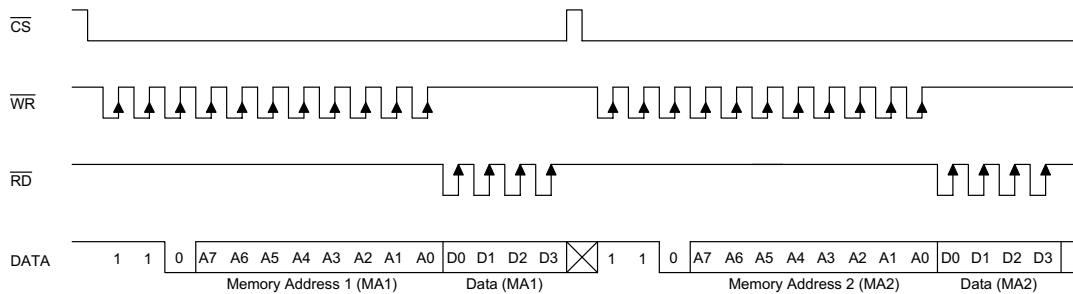 CS
WR
RD
DATA 1 1 0 A7 A6 A5 A4 A3 A2 A1 A0 D0 D1 D2 D3 1 1 0 A7 A6 A5 A4 A3 A2 A1 A0 D0 D1 D2 D3
Memory Address 1 (MA1) Data (MA1) Memory Address 2 (MA2) Data (MA2)